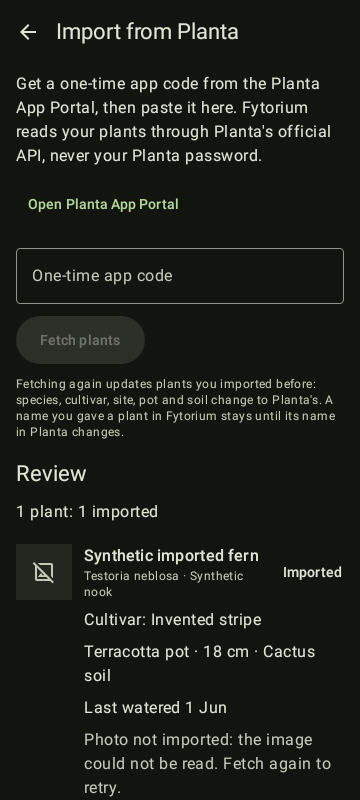 Import from Planta
Get a one-time app code from the Planta
App Portal, then paste it here. Fytorium
reads your plants through Planta's official
API, never your Planta password.
Open Planta App Portal
One-time app code
Fetch plants
Fetching again updates plants you imported before:
species, cultivar, site, pot and soil change to Planta's. A
name you gave a plant in Fytorium stays until its name
in Planta changes.
Review
1 plant: 1 imported
Synthetic imported fern
Testoria neblosa · Synthetic
nook
Imported
Cultivar: Invented stripe
Terracotta pot · 18 cm · Cactus
soil
Last watered 1 Jun
Photo not imported: the image
could not be read. Fetch again to
retry.